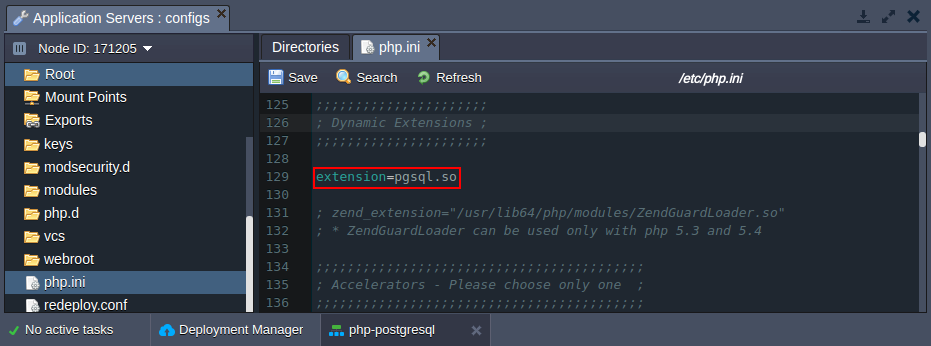 Application Servers : configs
Node ID: 171205
Root
Mount Points
Exports
keys
modsecurity.d
modules
php.d
vcs
webroot
php.ini
redeploy.conf
Directories
php.ini
Save
Search
Refresh
/etc/php.ini
125 ;;;;;;;;;;;;;;;;;;;;;;
126 ; Dynamic Extensions ;
127 ;;;;;;;;;;;;;;;;;;;;;;
128
129 extension=pgsql.so
130
131 ; zend_extension="/usr/lib64/php/modules/ZendGuardLoader.so"
132 ; * ZendGuardLoader can be used only with php 5.3 and 5.4
133
134 ;;;;;;;;;;;;;;;;;;;;;;;;;;;;;;;;;;;;;;;;;;
135 ; Accelerators - Please choose only one  ;
136 ;;;;;;;;;;;;;;;;;;;;;;;;;;;;;;;;;;;;;;;;;;
No active tasks
Deployment Manager
php-postgresql